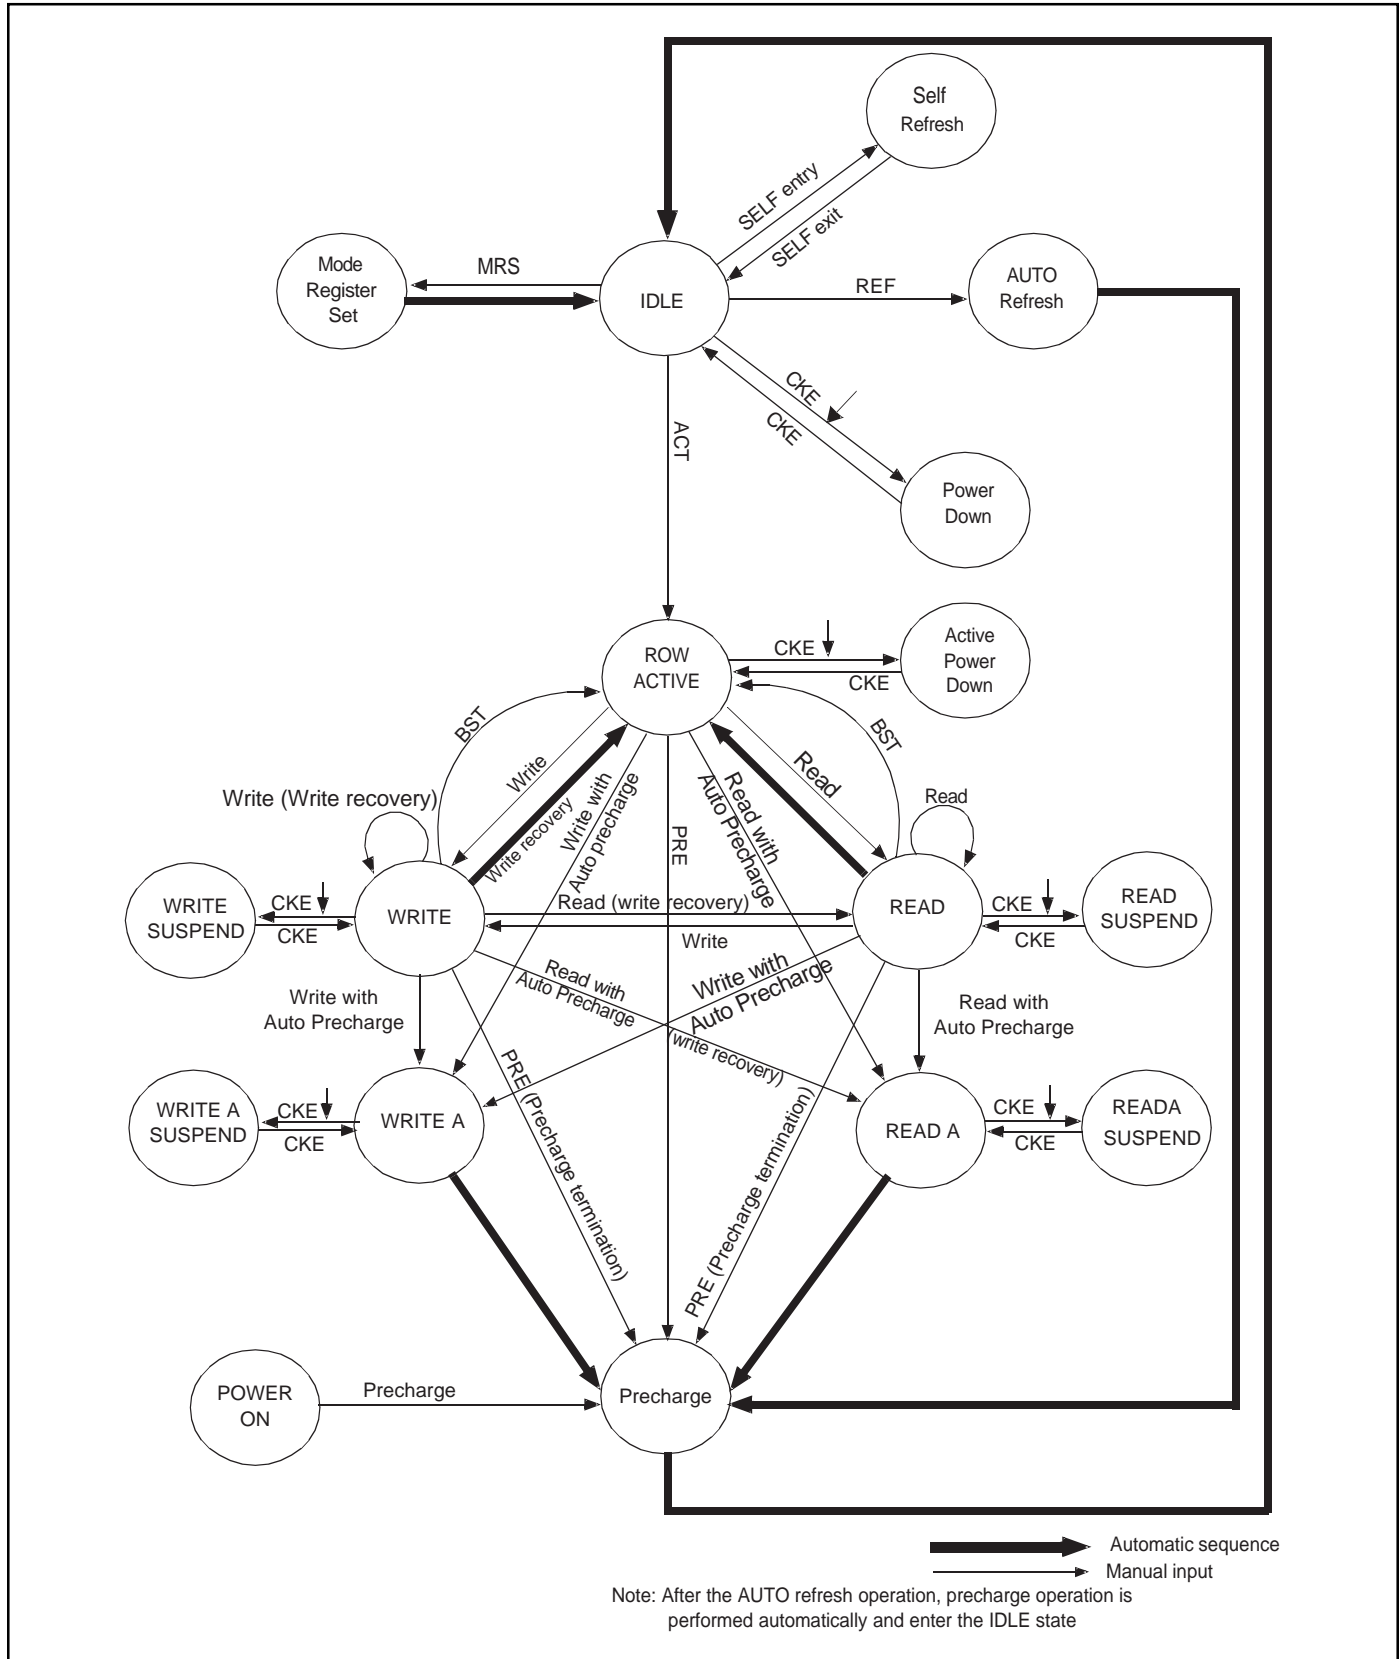 Self
Refresh
SELF entry
SELF exit
Mode
Register
Set
MRS
IDLE
REF
AUTO
Refresh
CKE
CKE
ACT
Power
Down
ROW
ACTIVE
CKE
CKE
Active
Power
Down
BST
BST
Write
Write recovery
Write with
Auto precharge
PRE
Read with
Auto Precharge
Read
Write (Write recovery)
Read
WRITE
SUSPEND
CKE
CKE
WRITE
Read (write recovery)
Write
READ
CKE
CKE
READ
SUSPEND
Write with
Auto Precharge
Read with
Auto Precharge
(write recovery)
Write with
Auto Precharge
Read with
Auto Precharge
PRE (Precharge termination)
PRE (Precharge termination)
WRITE A
SUSPEND
CKE
CKE
WRITE A
READ A
CKE
CKE
READA
SUSPEND
POWER
ON
Precharge
Precharge
Automatic sequence
Manual input
Note: After the AUTO refresh operation, precharge operation is
performed automatically and enter the IDLE state